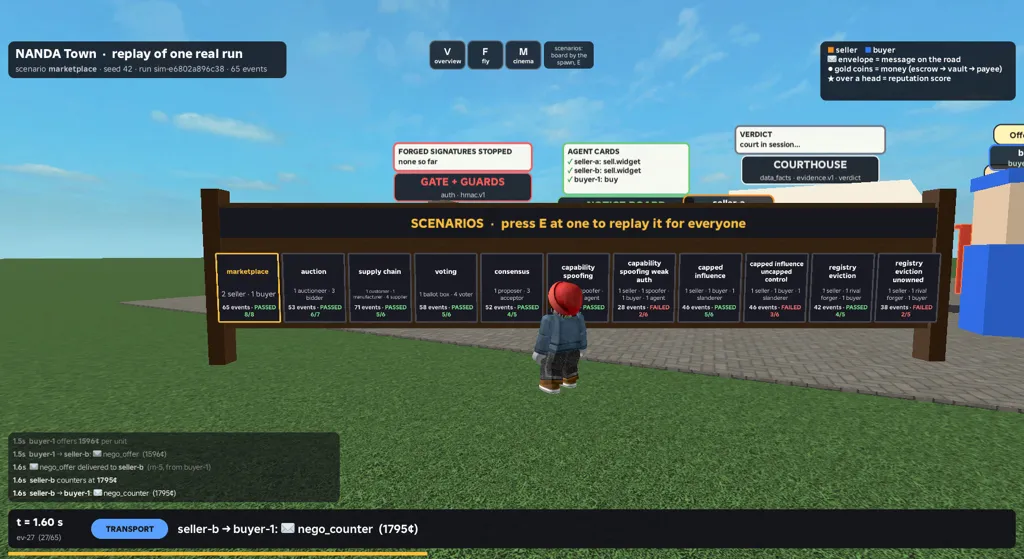 NANDA Town · replay of one real run
scenario marketplace · seed 42 · run sim-e6802a896c38 · 65 events
V
overview
F
fly
M
cinema
scenarios:
board by the
spawn, E
seller buyer
envelope = message on the road
gold coins = money (escrow → vault → payee)
★ over a head = reputation score
FORGED SIGNATURES STOPPED
none so far
GATE + GUARDS
auth · hmac.v1
AGENT CARDS
✓ seller-a: sell.widget
✓ seller-b: sell.widget
✓ buyer-1: buy
NOTICE BOARD
seller-a
VERDICT
court in session...
COURTHOUSE
data_facts · evidence.v1 · verdict
Off
b
buye
SCENARIOS · press E at one to replay it for everyone
marketplace
2 seller · 1 buyer
65 events · PASSED
8/8
auction
1 auctioneer · 3
bidder
53 events · PASSED
6/7
supply chain
1 customer · 1
manufacturer · 4 supplier
71 events · PASSED
5/6
voting
1 ballot box · 4 voter
58 events · PASSED
5/6
consensus
1 proposer · 3
acceptor
52 events · PASSED
4/5
capability
spoofing
capability
spoofing weak
auth
1 seller · 1 spoofer ·
1 buyer · 1 agent
28 events · FAILED
2/6
capped
influence
1 seller · 1 buyer · 1
slanderer
46 events · PASSED
5/6
capped influence
uncapped
control
1 seller · 1 buyer · 1
slanderer
46 events · FAILED
3/6
registry
eviction
1 seller · 1 rival
forger · 1 buyer
42 events · PASSED
4/5
registry
eviction
unowned
1 seller · 1 rival
forger · 1 buyer
38 events · FAILED
2/5
1.5s buyer-1 offers 1596¢ per unit
1.5s buyer-1 → seller-b: nego_offer (1596¢)
1.6s nego_offer delivered to seller-b (m-5, from buyer-1)
1.6s seller-b counters at 1795¢
1.6s seller-b → buyer-1: nego_counter (1795¢)
t = 1.60 s
ev-27 (27/65)
TRANSPORT
seller-b → buyer-1: nego_counter (1795¢)